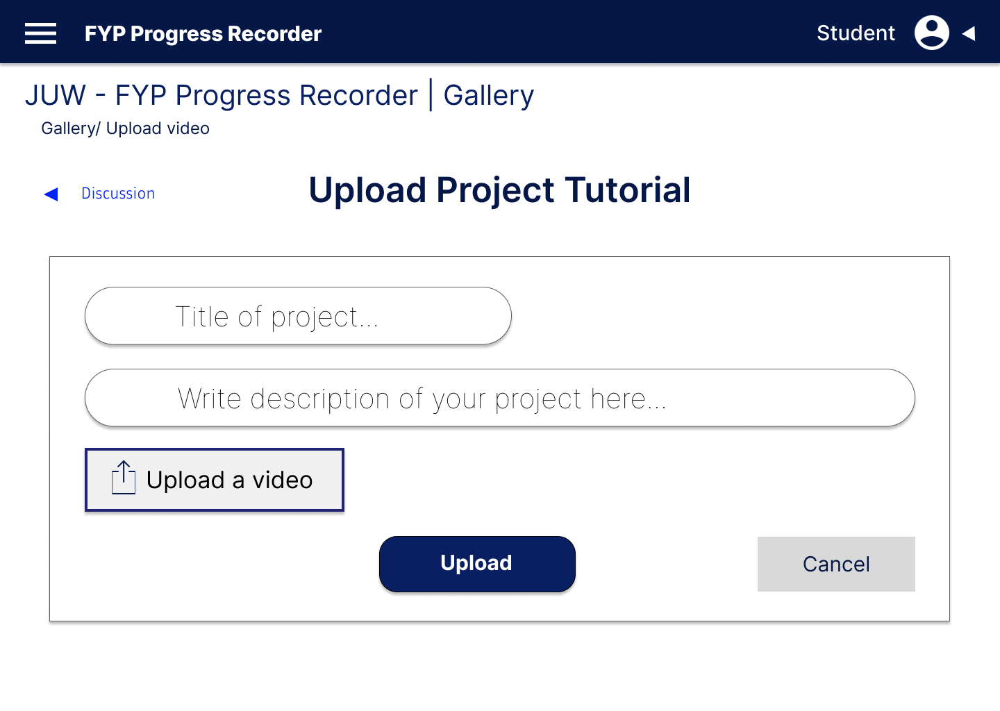 FYP Progress Recorder
Student
JUW - FYP Progress Recorder | Gallery
Gallery/ Upload video
Discussion
Upload Project Tutorial
Title of project...
Write description of your project here...
Upload a video
Upload
Cancel